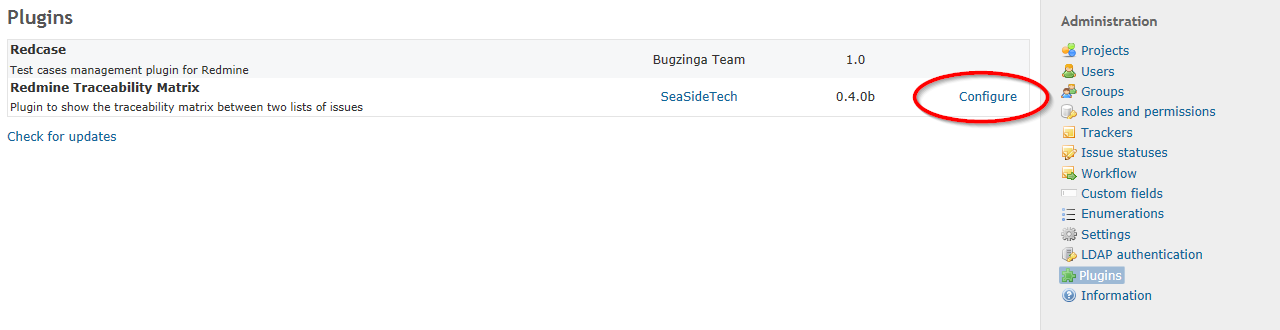 Plugins
Redcase
Test cases management plugin for Redmine
Bugzinga Team
1.0
Redmine Traceability Matrix
Plugin to show the traceability matrix between two lists of issues
SeaSideTech
0.4.0b
Configure
Check for updates
Administration
Projects
Users
Groups
Roles and permissions
Trackers
Issue statuses
Workflow
Custom fields
Enumerations
Settings
LDAP authentication
Plugins
Information